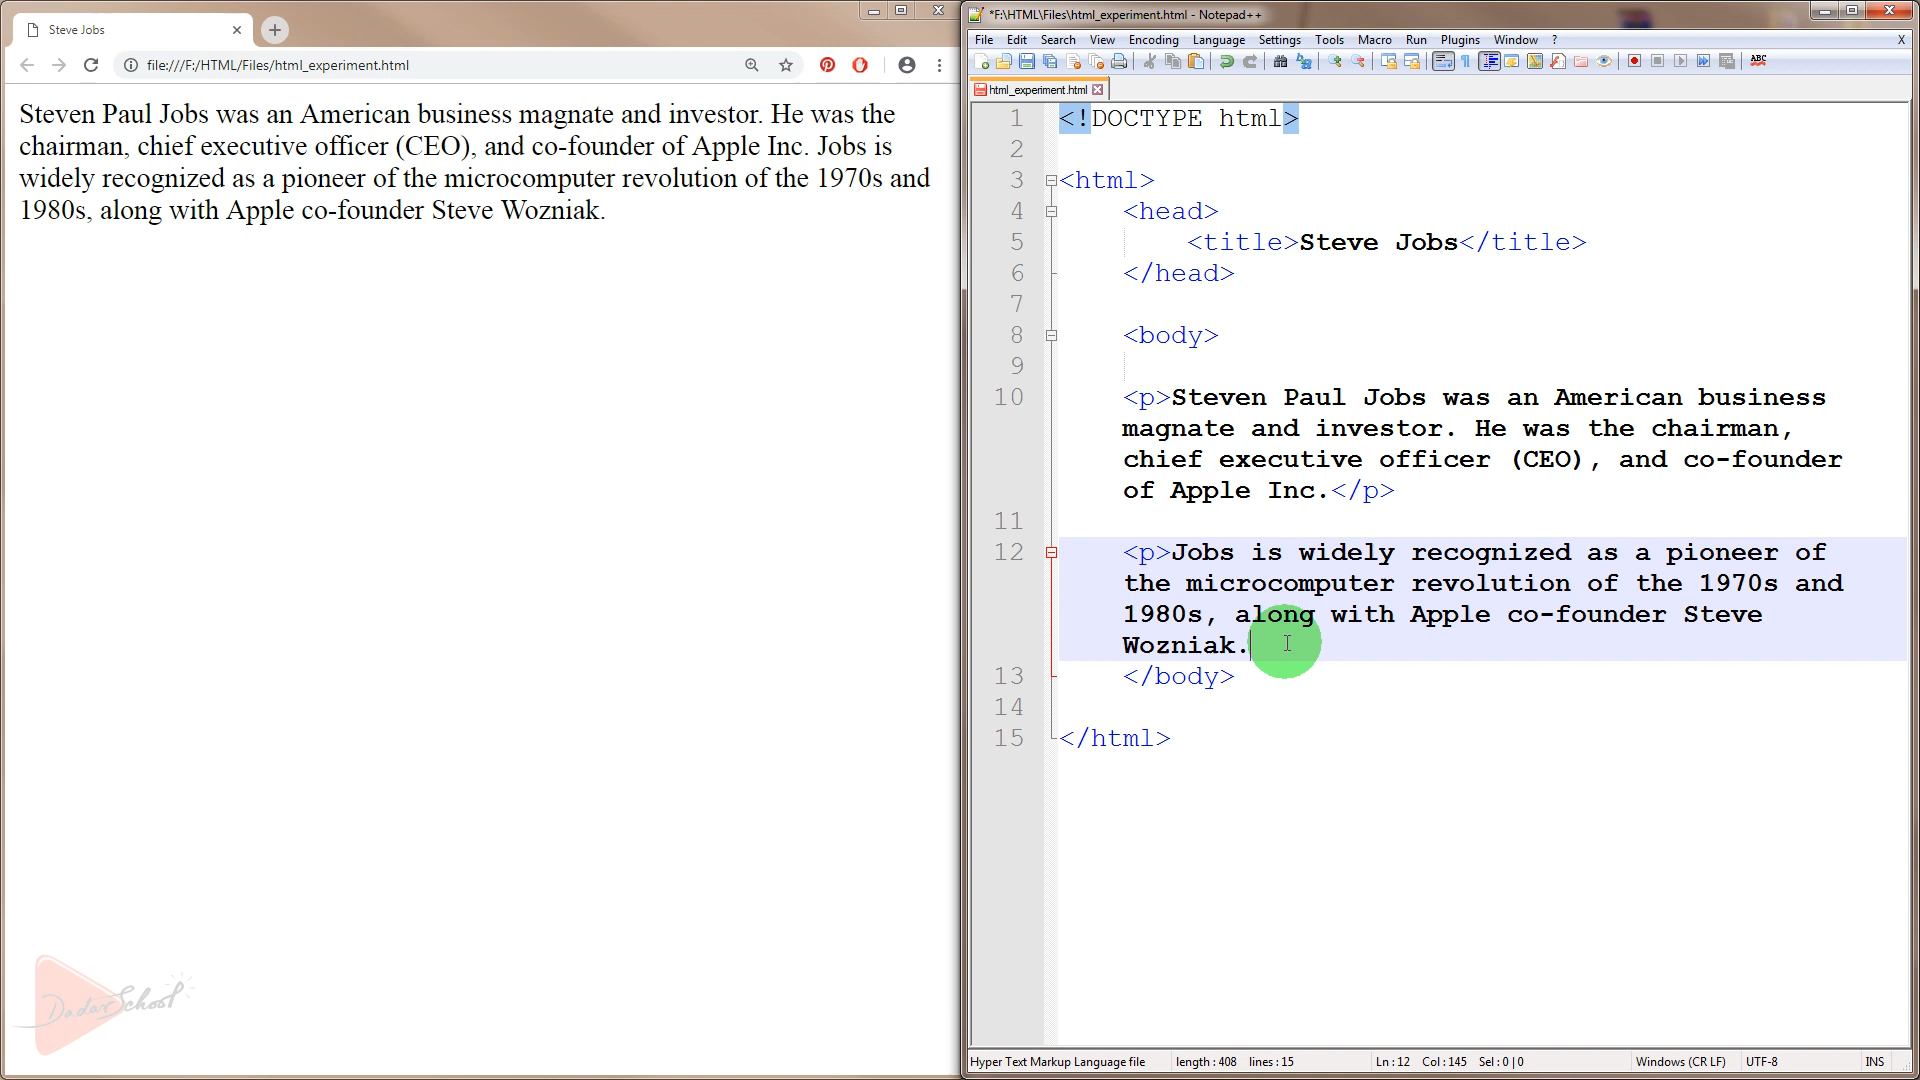 Steve Jobs
file:///F:/HTML/Files/html_experiment.html
Steven Paul Jobs was an American business magnate and investor. He was the
chairman, chief executive officer (CEO), and co-founder of Apple Inc. Jobs is
widely recognized as a pioneer of the microcomputer revolution of the 1970s and
1980s, along with Apple co-founder Steve Wozniak.
DadarSchool
*F:\HTML\Files\html_experiment.html - Notepad++
File Edit Search View Encoding Language Settings Tools Macro Run Plugins Window ? X
ABC
html_experiment.html
1 <!DOCTYPE html>
2
3 <html>
4 <head>
5 <title>Steve Jobs</title>
6 </head>
7
8 <body>
9
10 <p>Steven Paul Jobs was an American business
magnate and investor. He was the chairman,
chief executive officer (CEO), and co-founder
of Apple Inc.</p>
11
12 <p>Jobs is widely recognized as a pioneer of
the microcomputer revolution of the 1970s and
1980s, along with Apple co-founder Steve
Wozniak.
13 </body>
14
15 </html>
Hyper Text Markup Language file length : 408 lines : 15 Ln : 12 Col : 145 Sel : 0 | 0 Windows (CR LF) UTF-8 INS